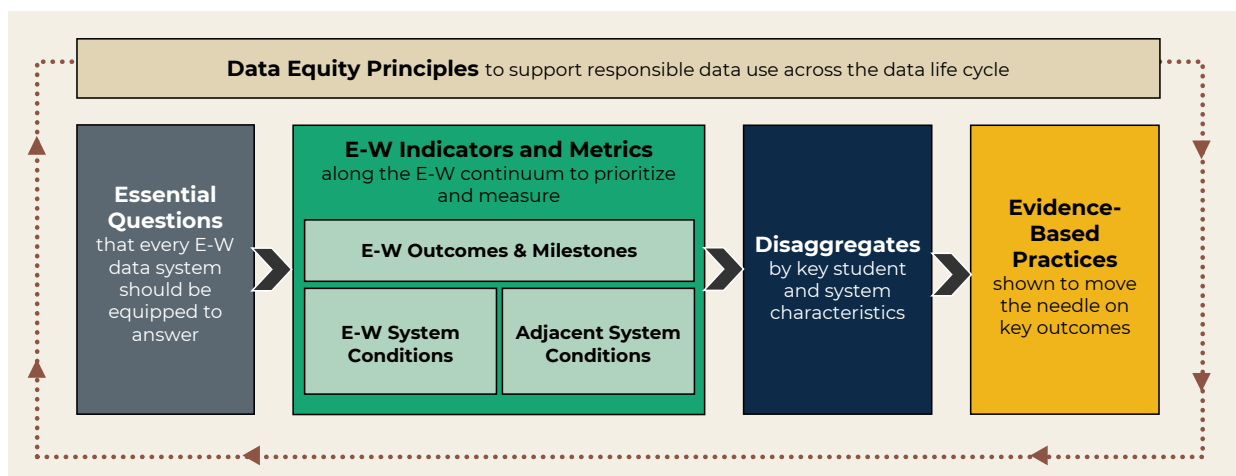 Data Equity Principles to support responsible data use across the data life cycle
Essential
Questions
that every E-W
data system
should be
equipped to
answer
E-W Indicators and Metrics
along the E-W continuum to prioritize
and measure
E-W Outcomes & Milestones
E-W System
Conditions
Adjacent System
Conditions
Disaggregates
by key student
and system
characteristics
Evidence-
Based
Practices
shown to move
the needle on
key outcomes